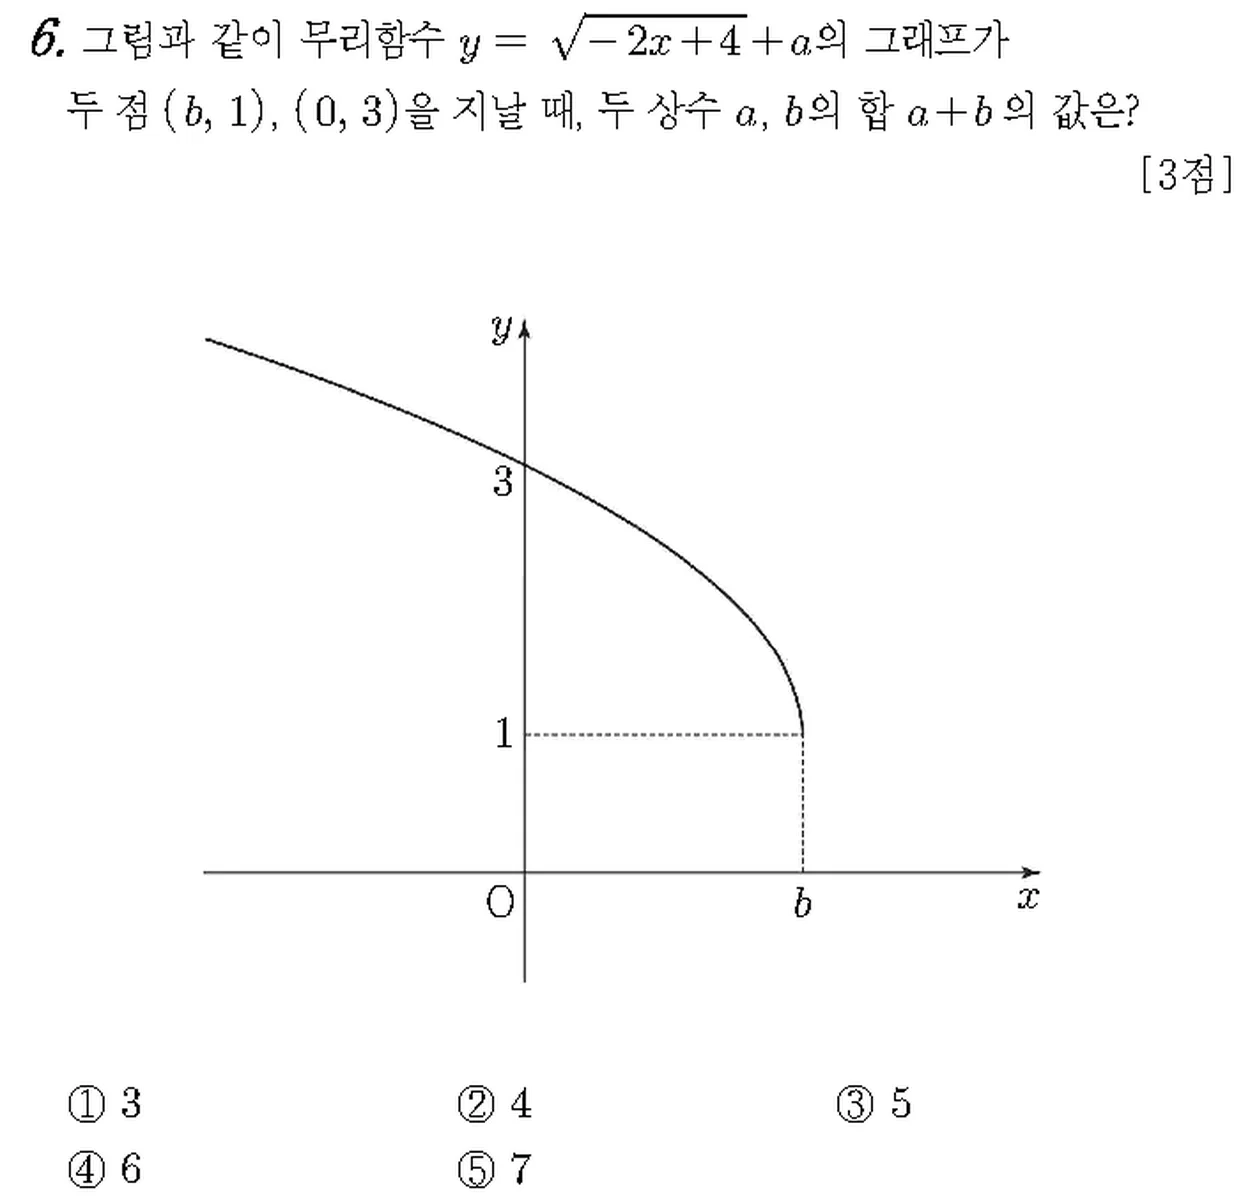 6. 그림과 같이 무리함수 y = √(-2x+4) + a의 그래프가
두 점 (b, 1), (0, 3)을 지날 때, 두 상수 a, b의 합 a+b의 값은?
[3점]
y
3
1
O
b
x
① 3
② 4
③ 5
④ 6
⑤ 7